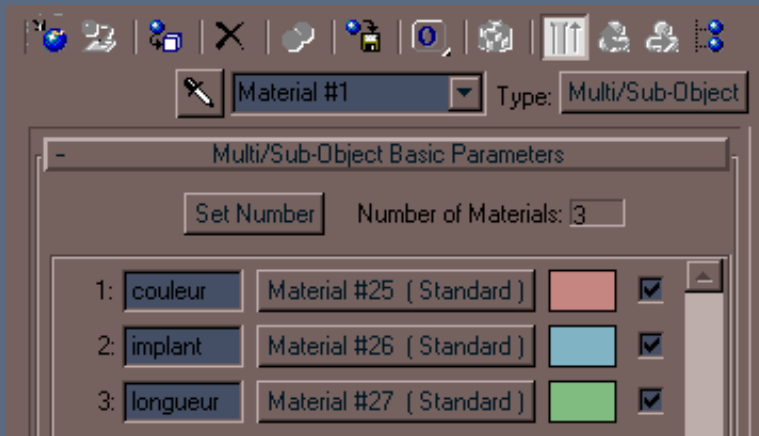 Material #1 Type: Multi/Sub-Object
- Multi/Sub-Object Basic Parameters
Set Number Number of Materials: 3
1: couleur Material #25 ( Standard )
2: implant Material #26 ( Standard )
3: longueur Material #27 ( Standard )